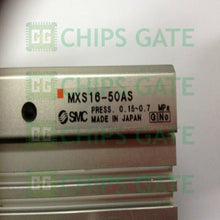 CHIPS GATE
MXS16-50AS
SMC
PRESS. 0.15~0.7 MPa
MADE IN JAPAN